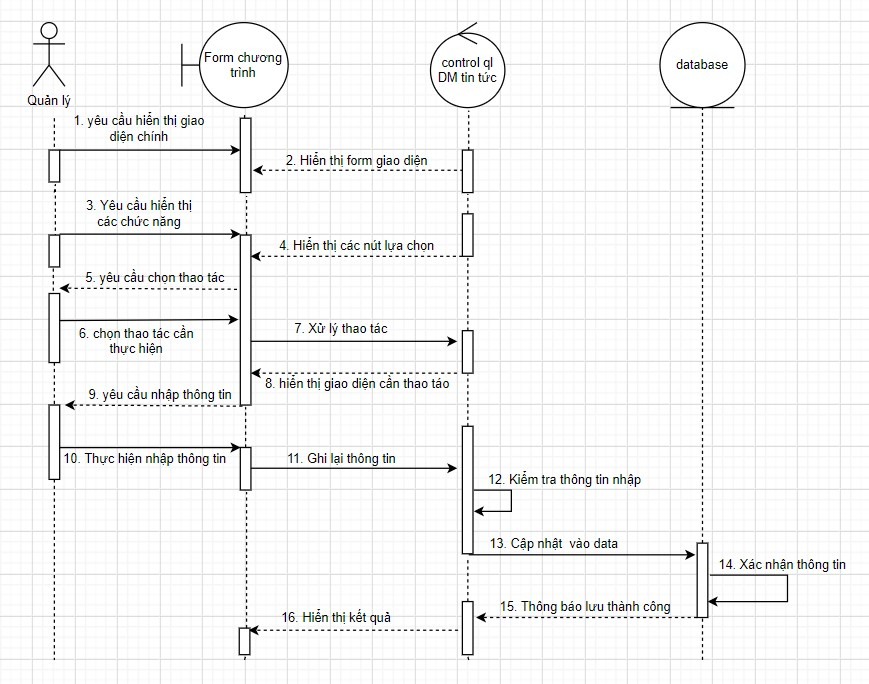 Form chương
trình
control ql
DM tin tức
database
Quản lý
1. yêu cầu hiển thị giao
diện chính
2. Hiển thị form giao diện
3. Yêu cầu hiển thị
các chức năng
4. Hiển thị các nút lựa chọn
5. yêu cầu chọn thao tác
6. chọn thao tác cần
thực hiện
7. Xử lý thao tác
8. hiển thị giao diện cần thao táo
9. yêu cầu nhập thông tin
10. Thực hiện nhập thông tin
11. Ghi lại thông tin
12. Kiểm tra thông tin nhập
13. Cập nhật vào data
14. Xác nhận thông tin
15. Thông báo lưu thành công
16. Hiển thị kết quả